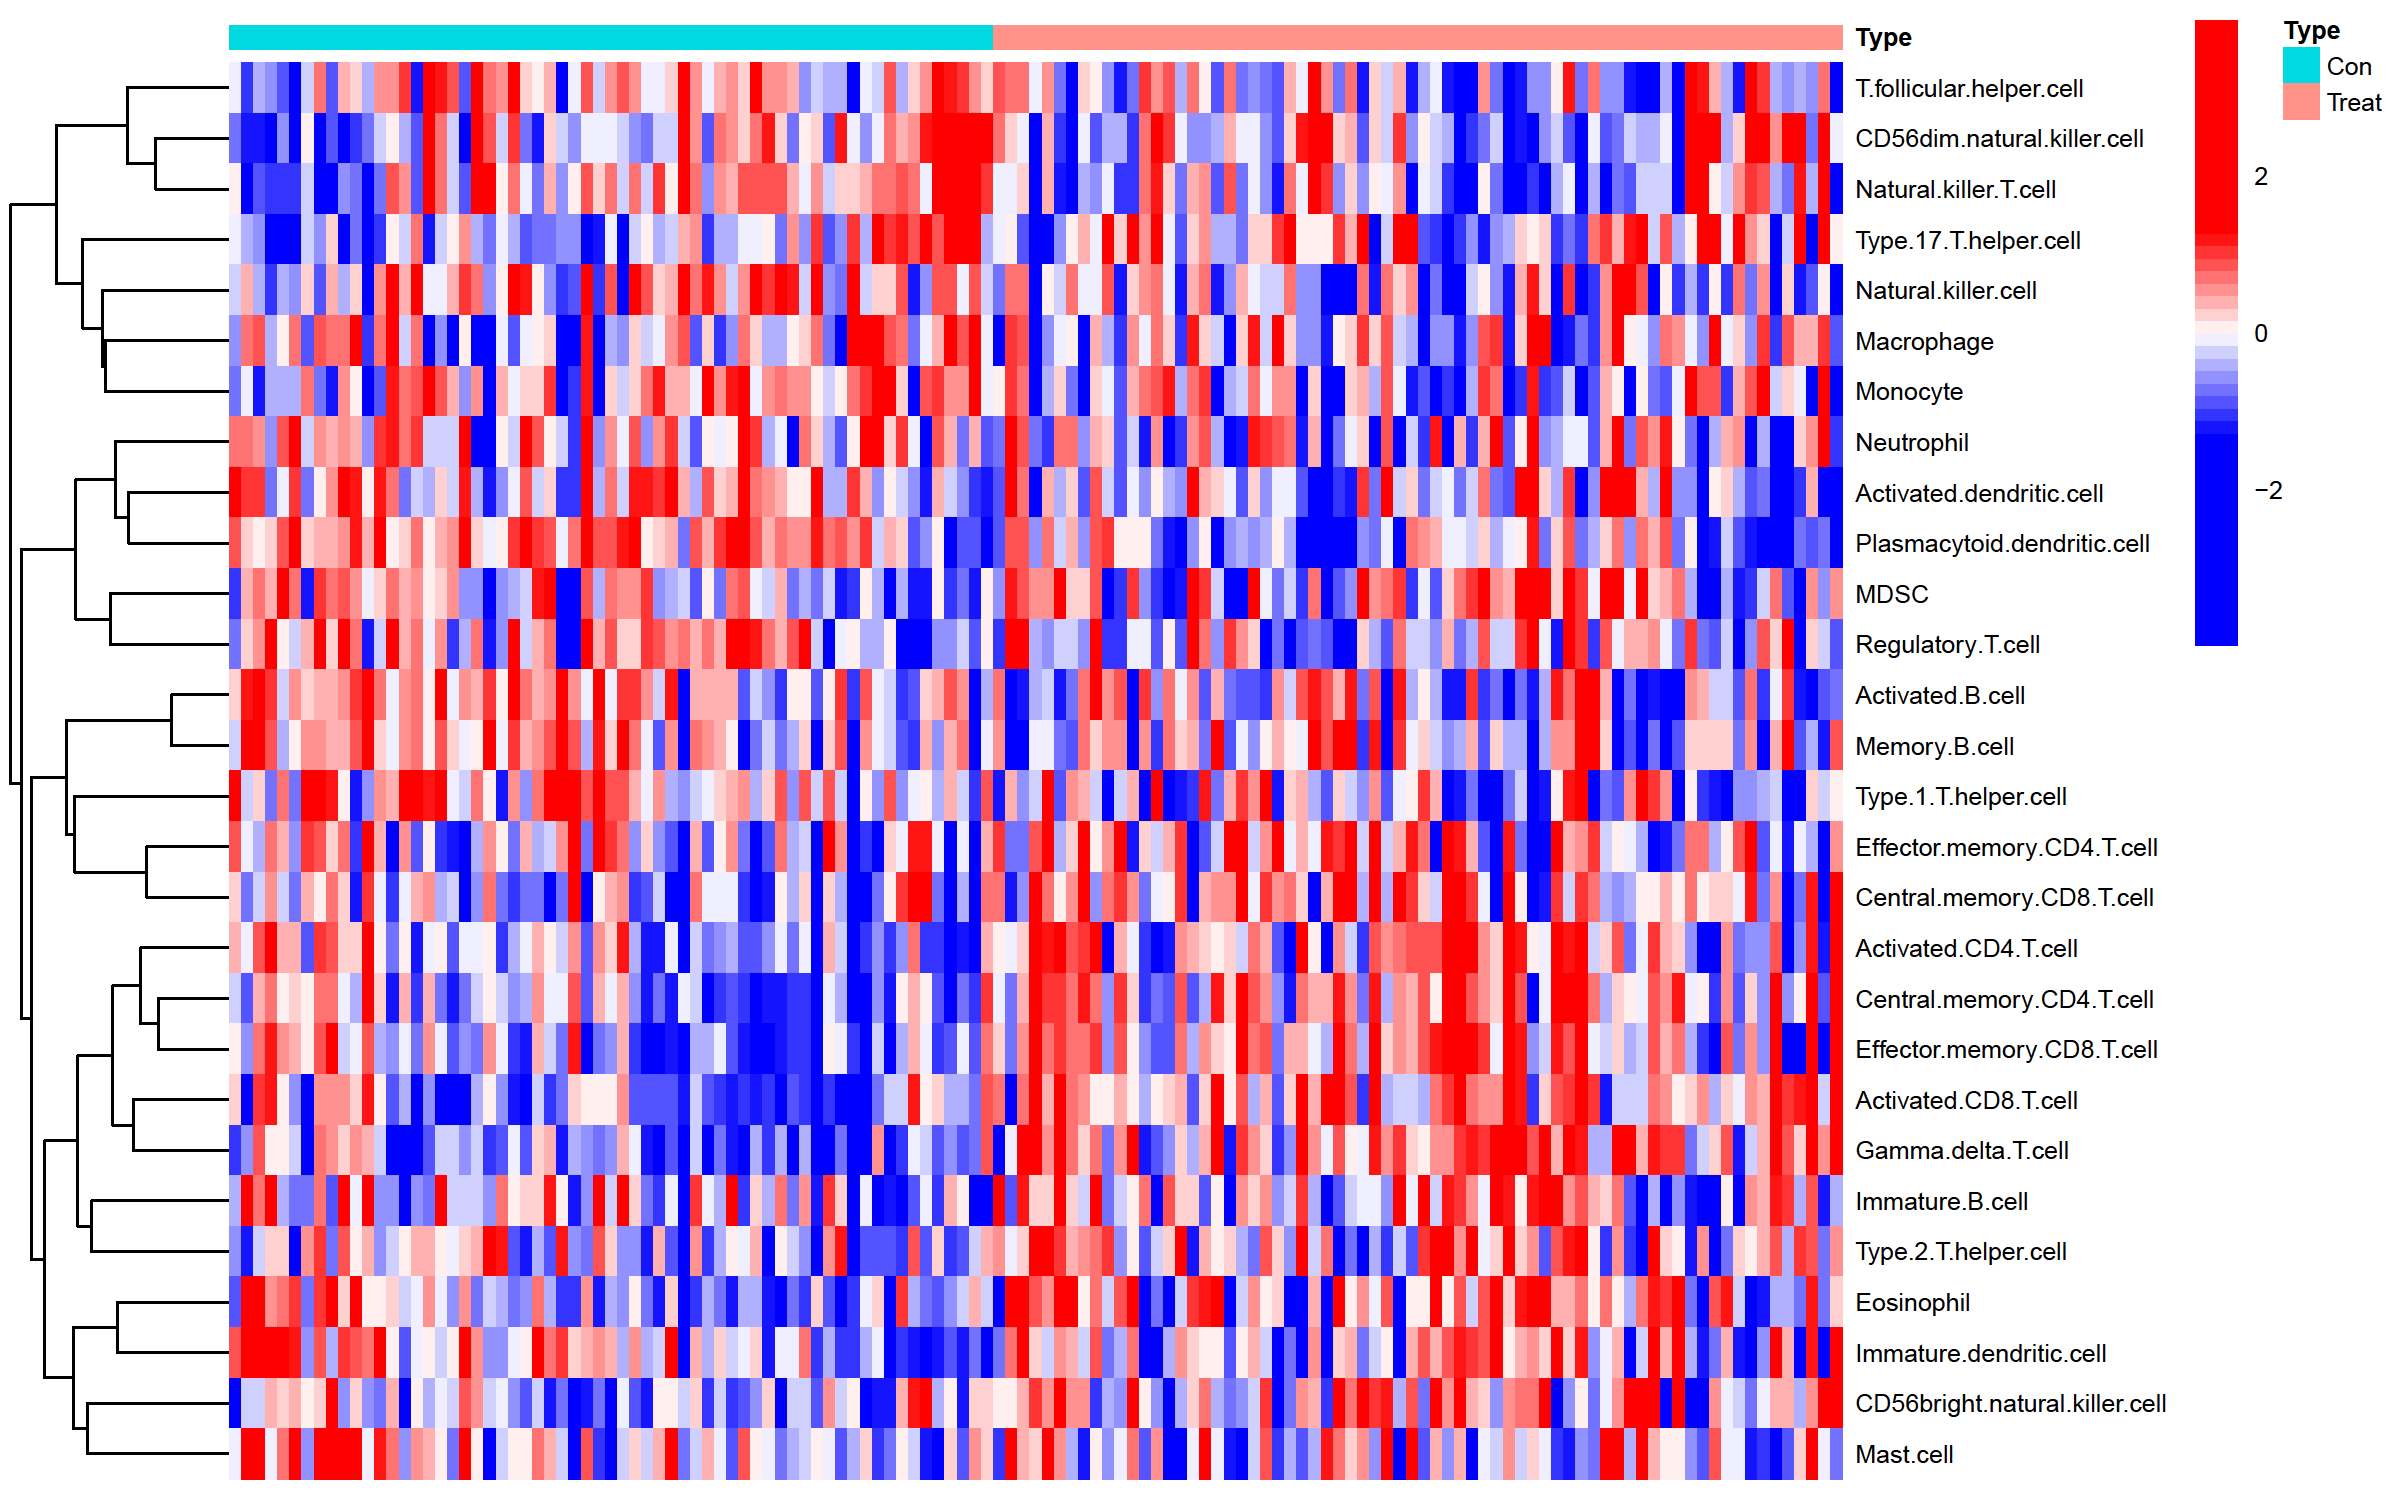 Type
T.follicular.helper.cell
CD56dim.natural.killer.cell
Natural.killer.T.cell
Type.17.T.helper.cell
Natural.killer.cell
Macrophage
Monocyte
Neutrophil
Activated.dendritic.cell
Plasmacytoid.dendritic.cell
MDSC
Regulatory.T.cell
Activated.B.cell
Memory.B.cell
Type.1.T.helper.cell
Effector.memory.CD4.T.cell
Central.memory.CD8.T.cell
Activated.CD4.T.cell
Central.memory.CD4.T.cell
Effector.memory.CD8.T.cell
Activated.CD8.T.cell
Gamma.delta.T.cell
Immature.B.cell
Type.2.T.helper.cell
Eosinophil
Immature.dendritic.cell
CD56bright.natural.killer.cell
Mast.cell
2
0
−2
Type
Con
Treat